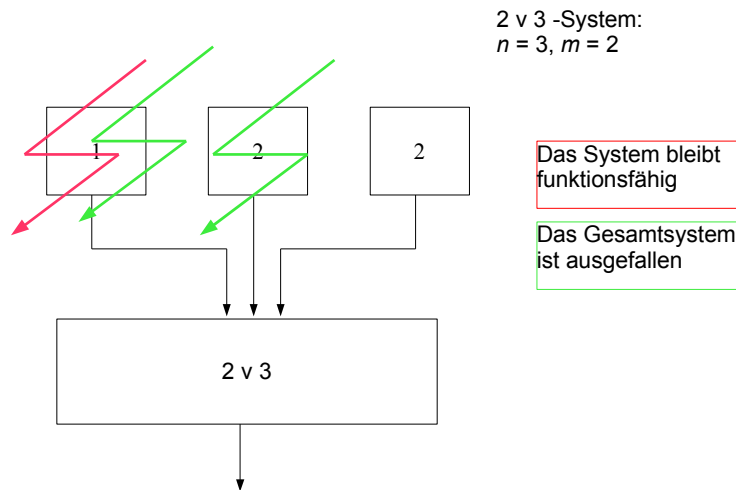 2 v 3 -System:
n = 3, m = 2
1
2
2
Das System bleibt
funktionsfähig
Das Gesamtsystem
ist ausgefallen
2 v 3